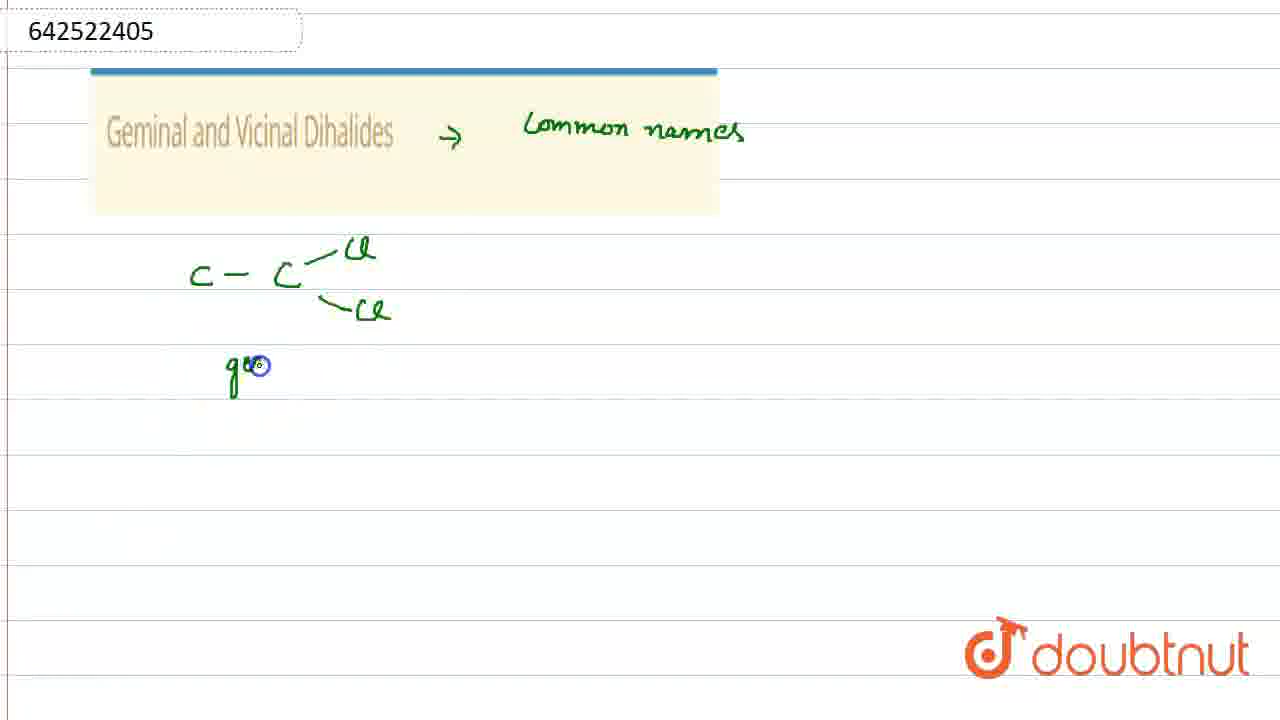 642522405
Geminal and Vicinal Dihalides → Common names
Cl
C - C
Cl
doubtnut